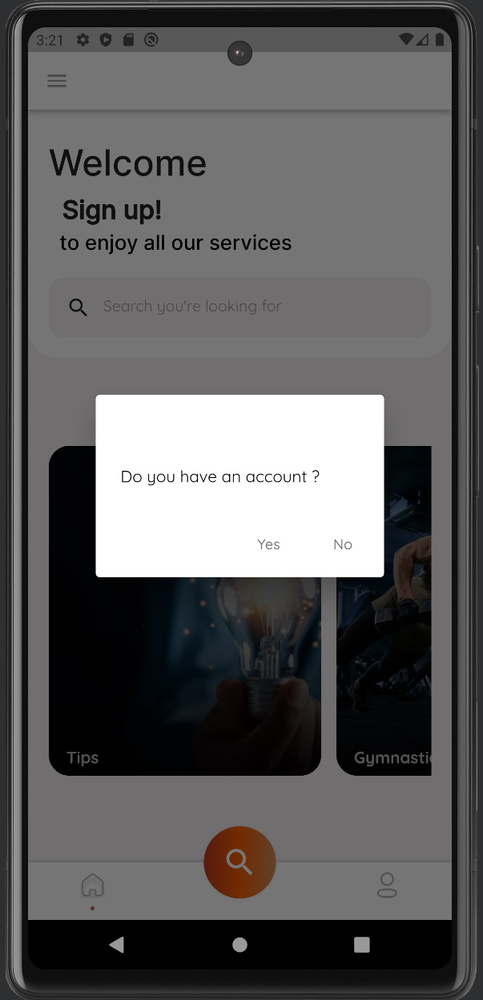 3:21
Welcome
Sign up!
to enjoy all our services
Search you're looking for
Do you have an account ?
Yes No
Tips
Gymnasti